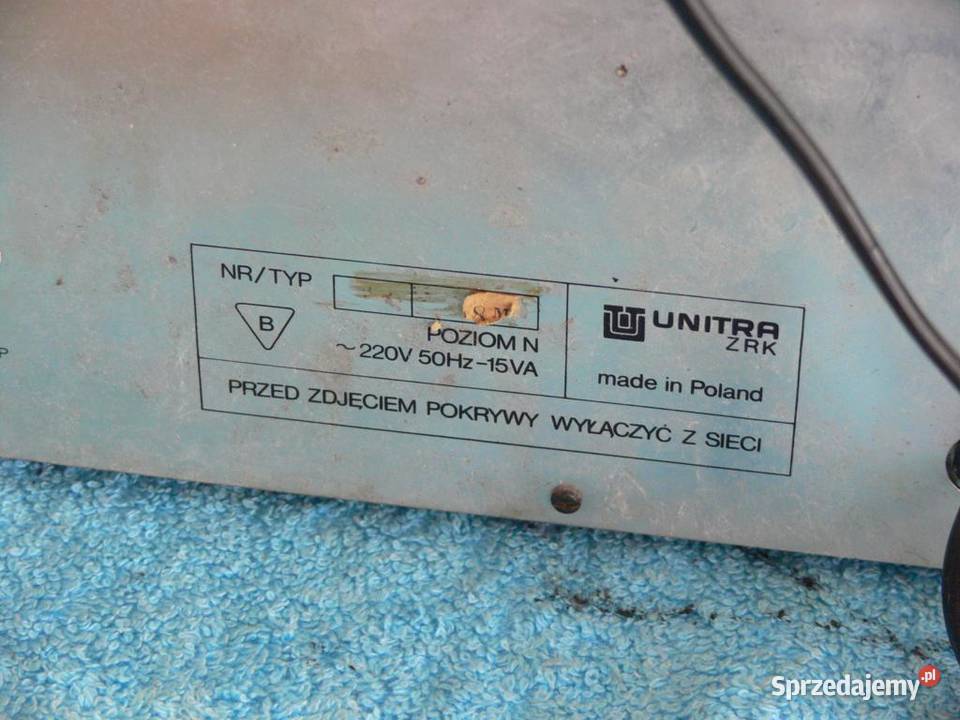 NR/TYP
B
POZIOM N
~220V 50Hz-15VA
UNITRA
ZRK
made in Poland
PRZED ZDJĘCIEM POKRYWY WYŁĄCZYĆ Z SIECI
P
Sprzedajemy.pl